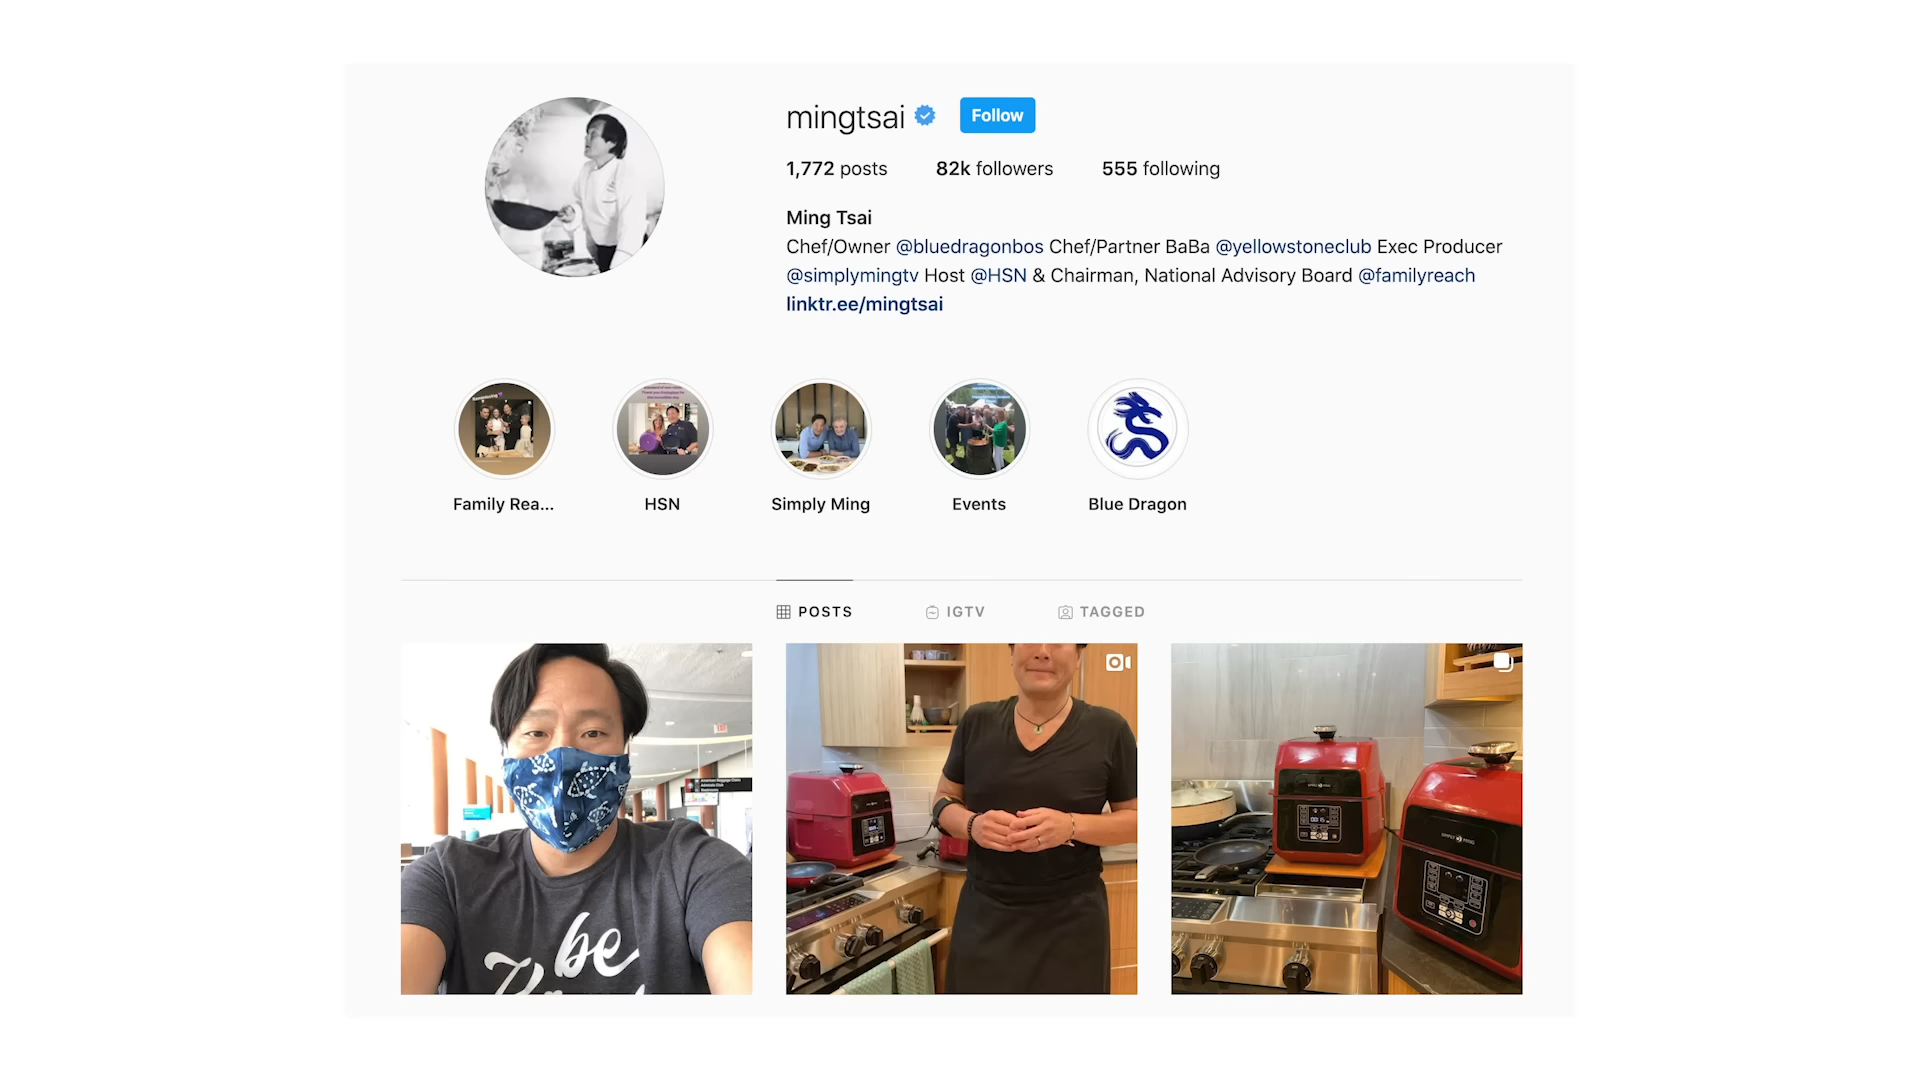 mingtsai
Follow
1,772 posts 82k followers 555 following
Ming Tsai
Chef/Owner @bluedragonbos Chef/Partner BaBa @yellowstoneclub Exec Producer
@simplymingtv Host @HSN & Chairman, National Advisory Board @familyreach
linktr.ee/mingtsai
Family Rea...
HSN
Simply Ming
Events
Blue Dragon
POSTS
IGTV
TAGGED
be
SIMPLY MING